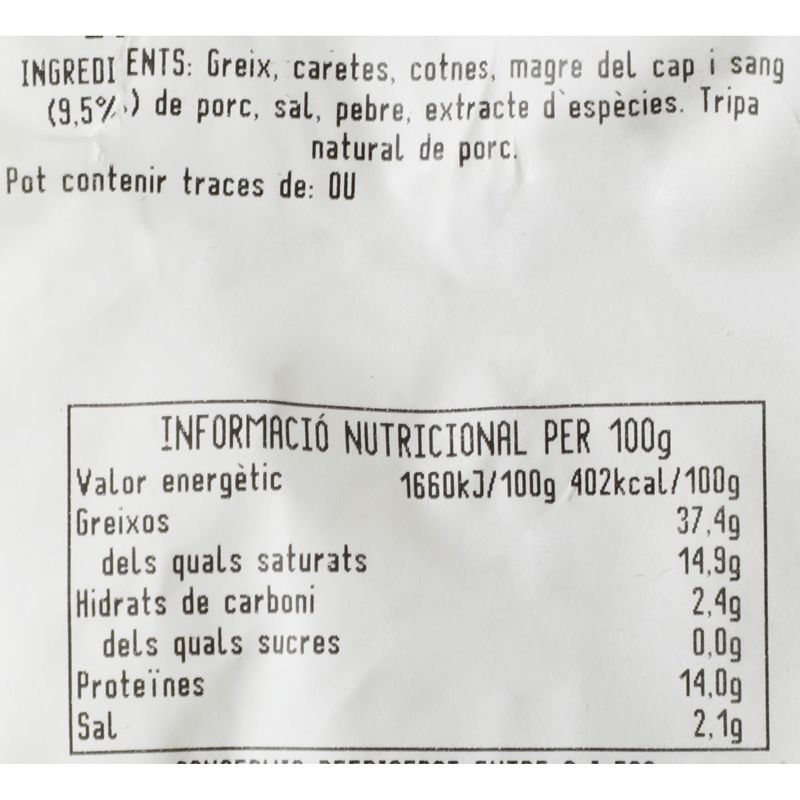 INGREDIENTS: Greix, caretes, cotnes, magre del cap i sang
(9,5%) de porc, sal, pebre, extracte d`espècies. Tripa
natural de porc.
Pot contenir traces de: OU
INFORMACIÓ NUTRICIONAL PER 100g
Valor energètic 1660kJ/100g 402kcal/100g
Greixos 37,4g
dels quals saturats 14,9g
Hidrats de carboni 2,4g
dels quals sucres 0,0g
Proteïnes 14,0g
Sal 2,1g